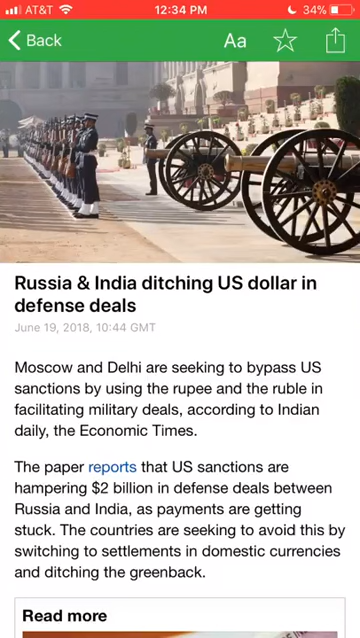 AT&T 12:34 PM 34%
Back Aa
Russia & India ditching US dollar in
defense deals
June 19, 2018, 10:44 GMT
Moscow and Delhi are seeking to bypass US
sanctions by using the rupee and the ruble in
facilitating military deals, according to Indian
daily, the Economic Times.
The paper reports that US sanctions are
hampering $2 billion in defense deals between
Russia and India, as payments are getting
stuck. The countries are seeking to avoid this by
switching to settlements in domestic currencies
and ditching the greenback.
Read more